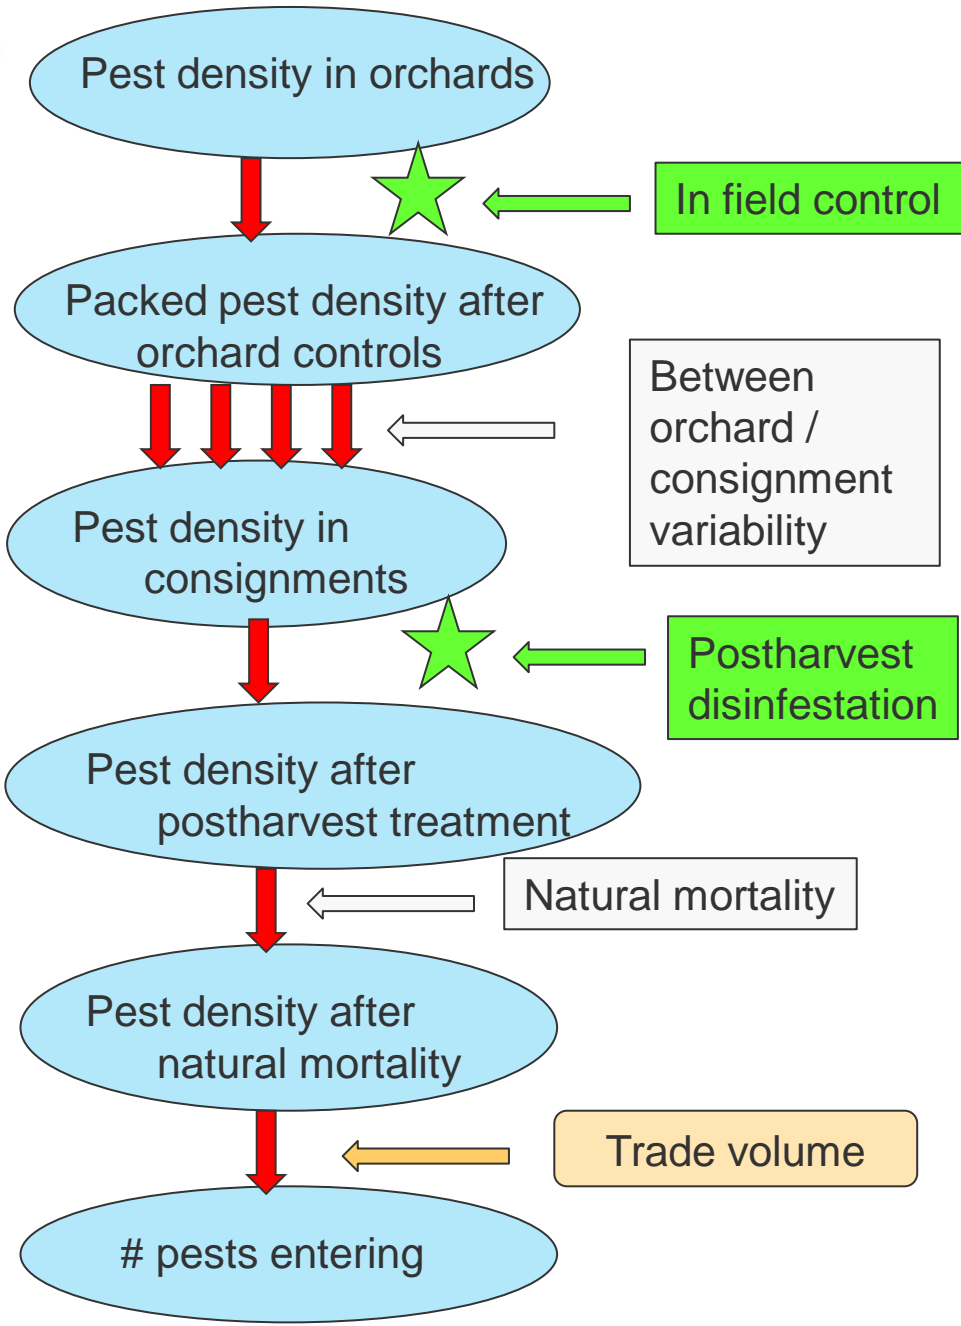 Pest density in orchards
In field control
Packed pest density after
orchard controls
Between
orchard /
consignment
variability
Pest density in
consignments
Postharvest
disinfestation
Pest density after
postharvest treatment
Natural mortality
Pest density after
natural mortality
Trade volume
# pests entering